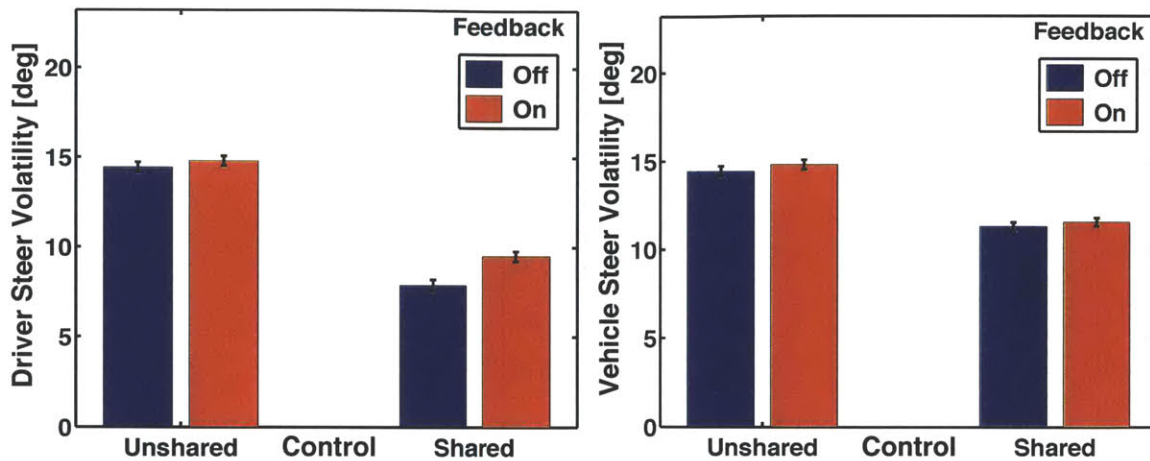 Driver Steer Volatility [deg]
20
15
10
5
0
Feedback
Off
On
Unshared Control Shared
Vehicle Steer Volatility [deg]
20
15
10
5
0
Feedback
Off
On
Unshared Control Shared